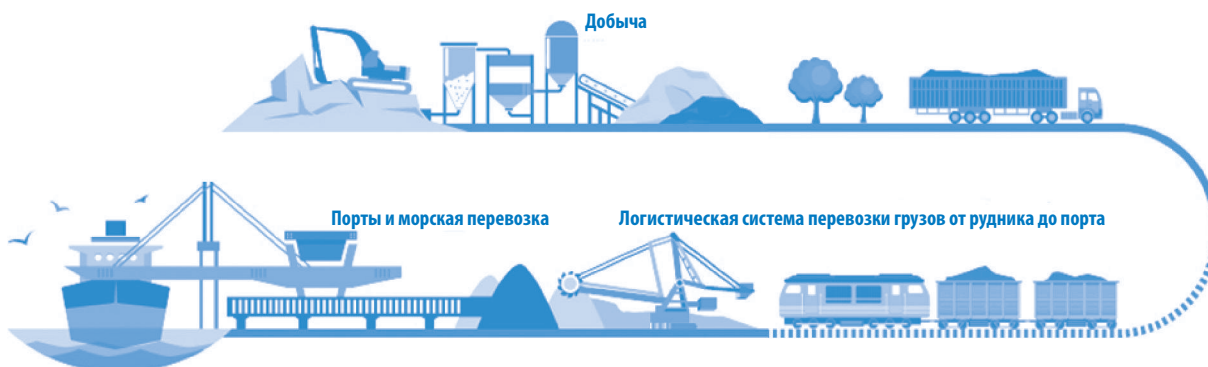 Добыча
Порты и морская перевозка
Логистическая система перевозки грузов от рудника до порта